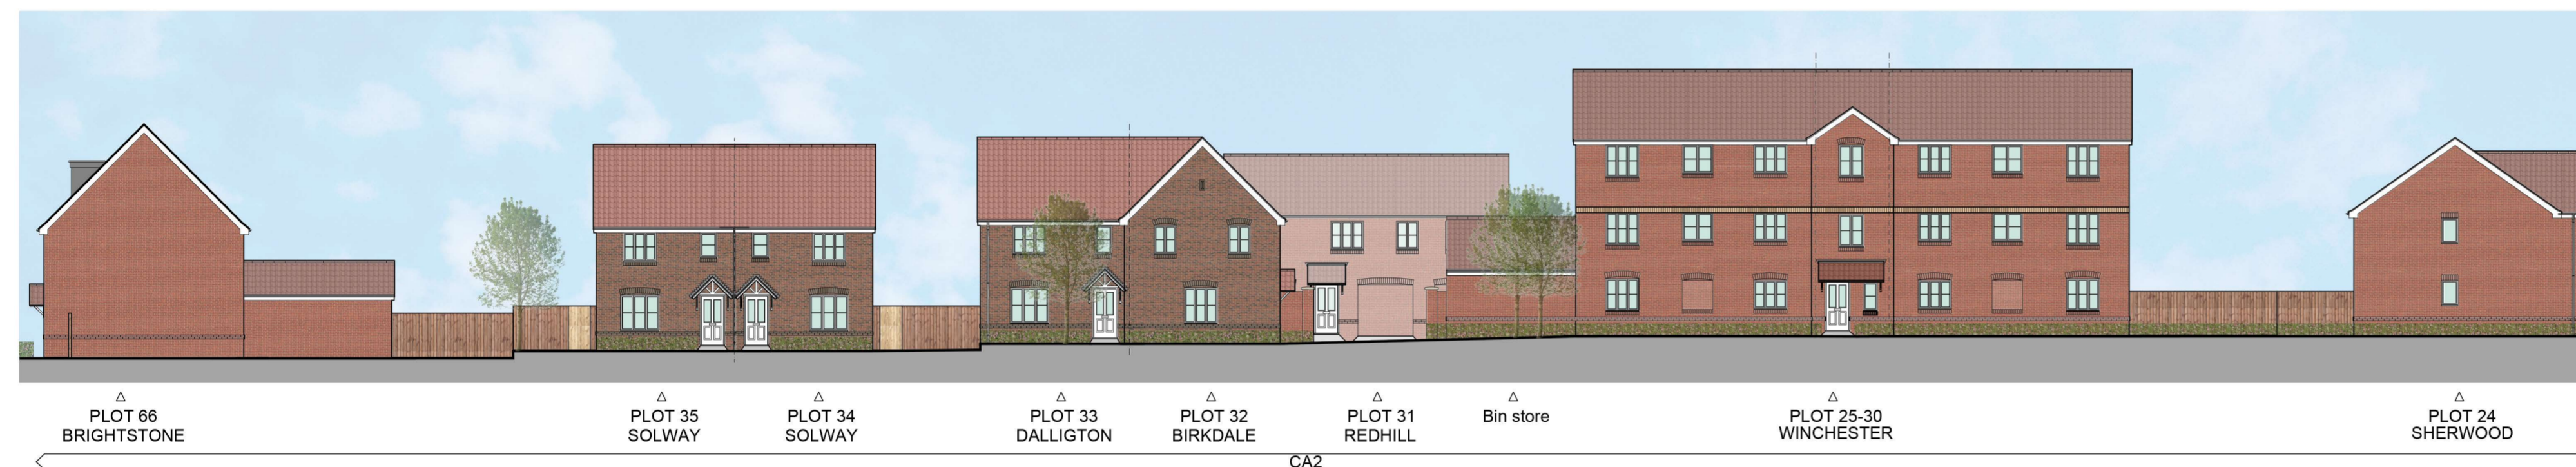 PLOT 66
BRIGHTSTONE
PLOT 35
SOLWAY
PLOT 34
SOLWAY
PLOT 33
DALLIGTON
PLOT 32
BIRKDALE
PLOT 31
REDHILL
Bin store
PLOT 25-30
WINCHESTER
PLOT 24
SHERWOOD
CA2